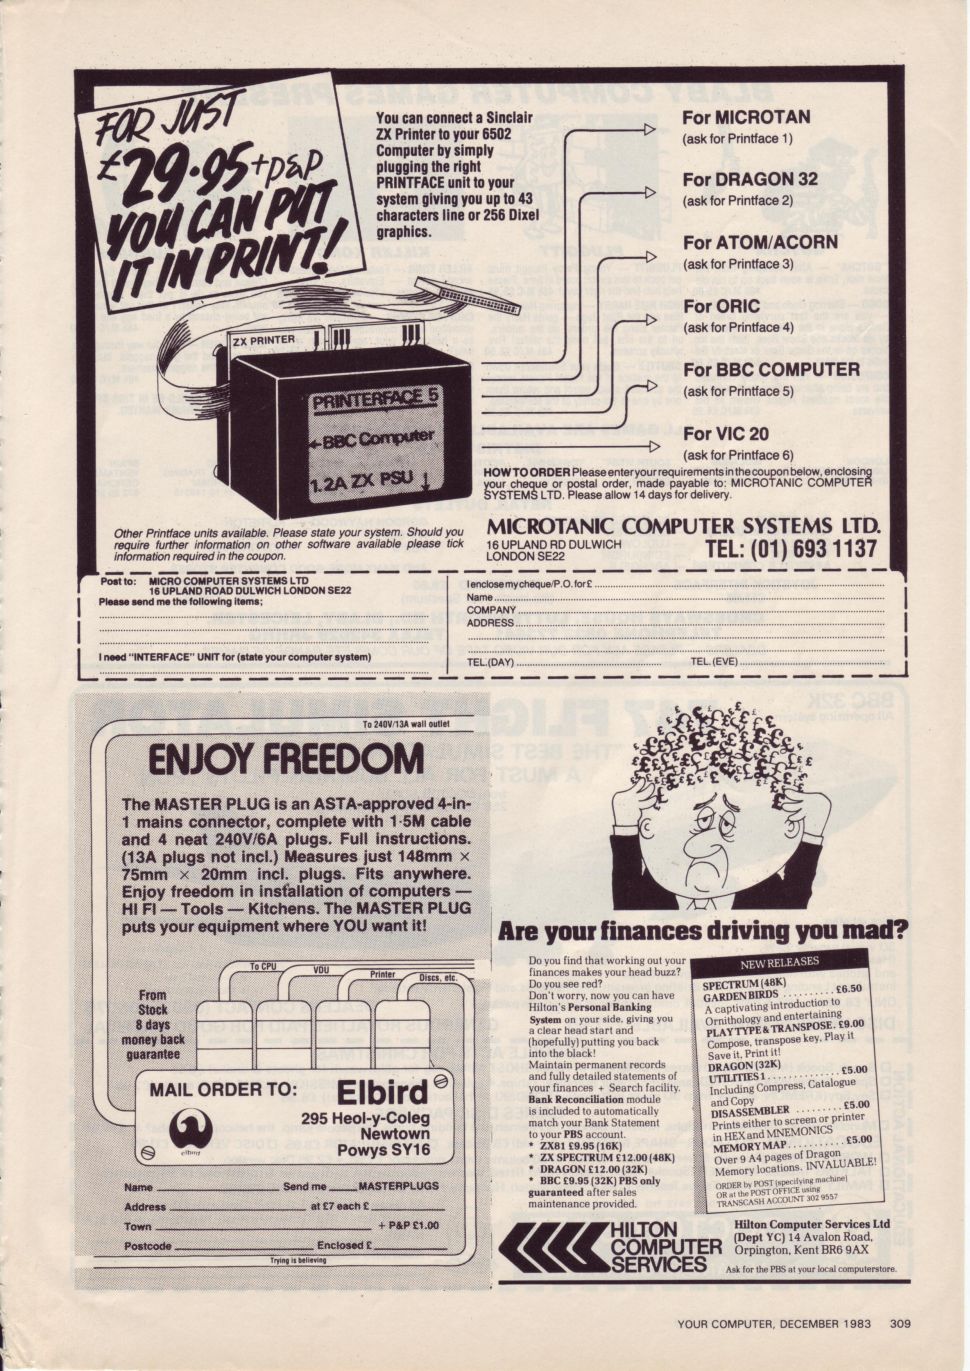 FOR JUST
£29·95+p&p
YOU CAN PUT
IT IN PRINT!
You can connect a Sinclair
ZX Printer to your 6502
Computer by simply
plugging the right
PRINTFACE unit to your
system giving you up to 43
characters line or 256 Dixel
graphics.
For MICROTAN
(ask for Printface 1)
For DRAGON 32
(ask for Printface 2)
For ATOM/ACORN
(ask for Printface 3)
For ORIC
(ask for Printface 4)
For BBC COMPUTER
(ask for Printface 5)
For VIC 20
(ask for Printface 6)
ZX PRINTER
PRINTERFACE 5
←BBC Computer
1.2A ZX PSU ↓
HOW TO ORDER Please enter your requirements in the coupon below, enclosing
your cheque or postal order, made payable to: MICROTANIC COMPUTER
SYSTEMS LTD. Please allow 14 days for delivery.
Other Printface units available. Please state your system. Should you
require further information on other software available please tick
information required in the coupon.
MICROTANIC COMPUTER SYSTEMS LTD.
16 UPLAND RD DULWICH
LONDON SE22
TEL: (01) 693 1137
Post to: MICRO COMPUTER SYSTEMS LTD
16 UPLAND ROAD DULWICH LONDON SE22
Please send me the following items;
I need "INTERFACE" UNIT for (state your computer system)
I enclose my cheque/P.O. for £
Name
COMPANY
ADDRESS
TEL.(DAY) TEL. (EVE)
To 240V/13A wall outlet
ENJOY FREEDOM
The MASTER PLUG is an ASTA-approved 4-in-
1 mains connector, complete with 1·5M cable
and 4 neat 240V/6A plugs. Full instructions.
(13A plugs not incl.) Measures just 148mm ×
75mm × 20mm incl. plugs. Fits anywhere.
Enjoy freedom in installation of computers —
HI FI — Tools — Kitchens. The MASTER PLUG
puts your equipment where YOU want it!
To CPU
VDU
Printer
Discs, etc.
From
Stock
8 days
money back
guarantee
MAIL ORDER TO:
elbird
Elbird
295 Heol-y-Coleg
Newtown
Powys SY16
Name Send me MASTERPLUGS
Address at £7 each £
Town + P&P £1.00
Postcode Enclosed £
Trying is believing
Are your finances driving you mad?
Do you find that working out your
finances makes your head buzz?
Do you see red?
Don't worry, now you can have
Hilton's Personal Banking
System on your side, giving you
a clear head start and
(hopefully) putting you back
into the black!
Maintain permanent records
and fully detailed statements of
your finances + Search facility.
Bank Reconciliation module
is included to automatically
match your Bank Statement
to your PBS account.
* ZX81 £9.95 (16K)
* ZX SPECTRUM £12.00 (48K)
* DRAGON £12.00 (32K)
* BBC £9.95 (32K) PBS only
guaranteed after sales
maintenance provided.
NEW RELEASES
SPECTRUM (48K)
GARDEN BIRDS .......... £6.50
A captivating introduction to
Ornithology and entertaining
PLAY TYPE & TRANSPOSE. £9.00
Compose, transpose key, Play it
Save it, Print it!
DRAGON (32K)
UTILITIES 1 ............. £5.00
Including Compress, Catalogue
and Copy
DISASSEMBLER ........ £5.00
Prints either to screen or printer
in HEX and MNEMONICS
MEMORY MAP ........... £5.00
Over 9 A4 pages of Dragon
Memory locations. INVALUABLE!
ORDER by POST (specifying machine)
OR at the POST OFFICE using
TRANSCASH ACCOUNT 302 9557
HILTON
COMPUTER
SERVICES
Hilton Computer Services Ltd
(Dept YC) 14 Avalon Road,
Orpington, Kent BR6 9AX
Ask for the PBS at your local computerstore.
YOUR COMPUTER, DECEMBER 1983 309